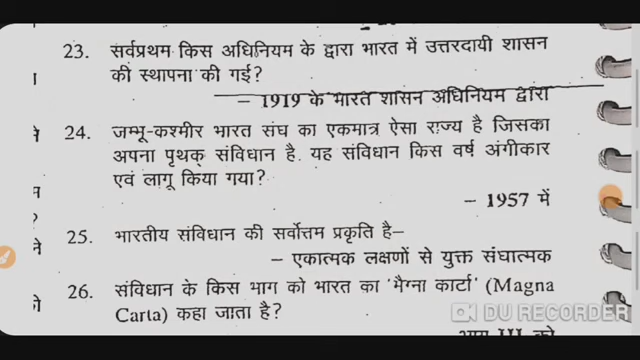 23. सर्वप्रथम किस अधिनियम के द्वारा भारत में उत्तरदायी शासन
की स्थापना की गई?
– 1919 के भारत शासन अधिनियम द्वारा
ने 24. जम्मू-कश्मीर भारत संघ का एकमात्र ऐसा राज्य है जिसका
अपना पृथक् संविधान है. यह संविधान किस वर्ष अंगीकार
एवं लागू किया गया?
– 1957 में
25. भारतीय संविधान की सर्वोत्तम प्रकृति है–
ने – एकात्मक लक्षणों से युक्त संघात्मक
26. संविधान के किस भाग को भारत का 'मैग्ना कार्टा' (Magna
Carta) कहा जाता है?
DU RECORDER
भाग III को